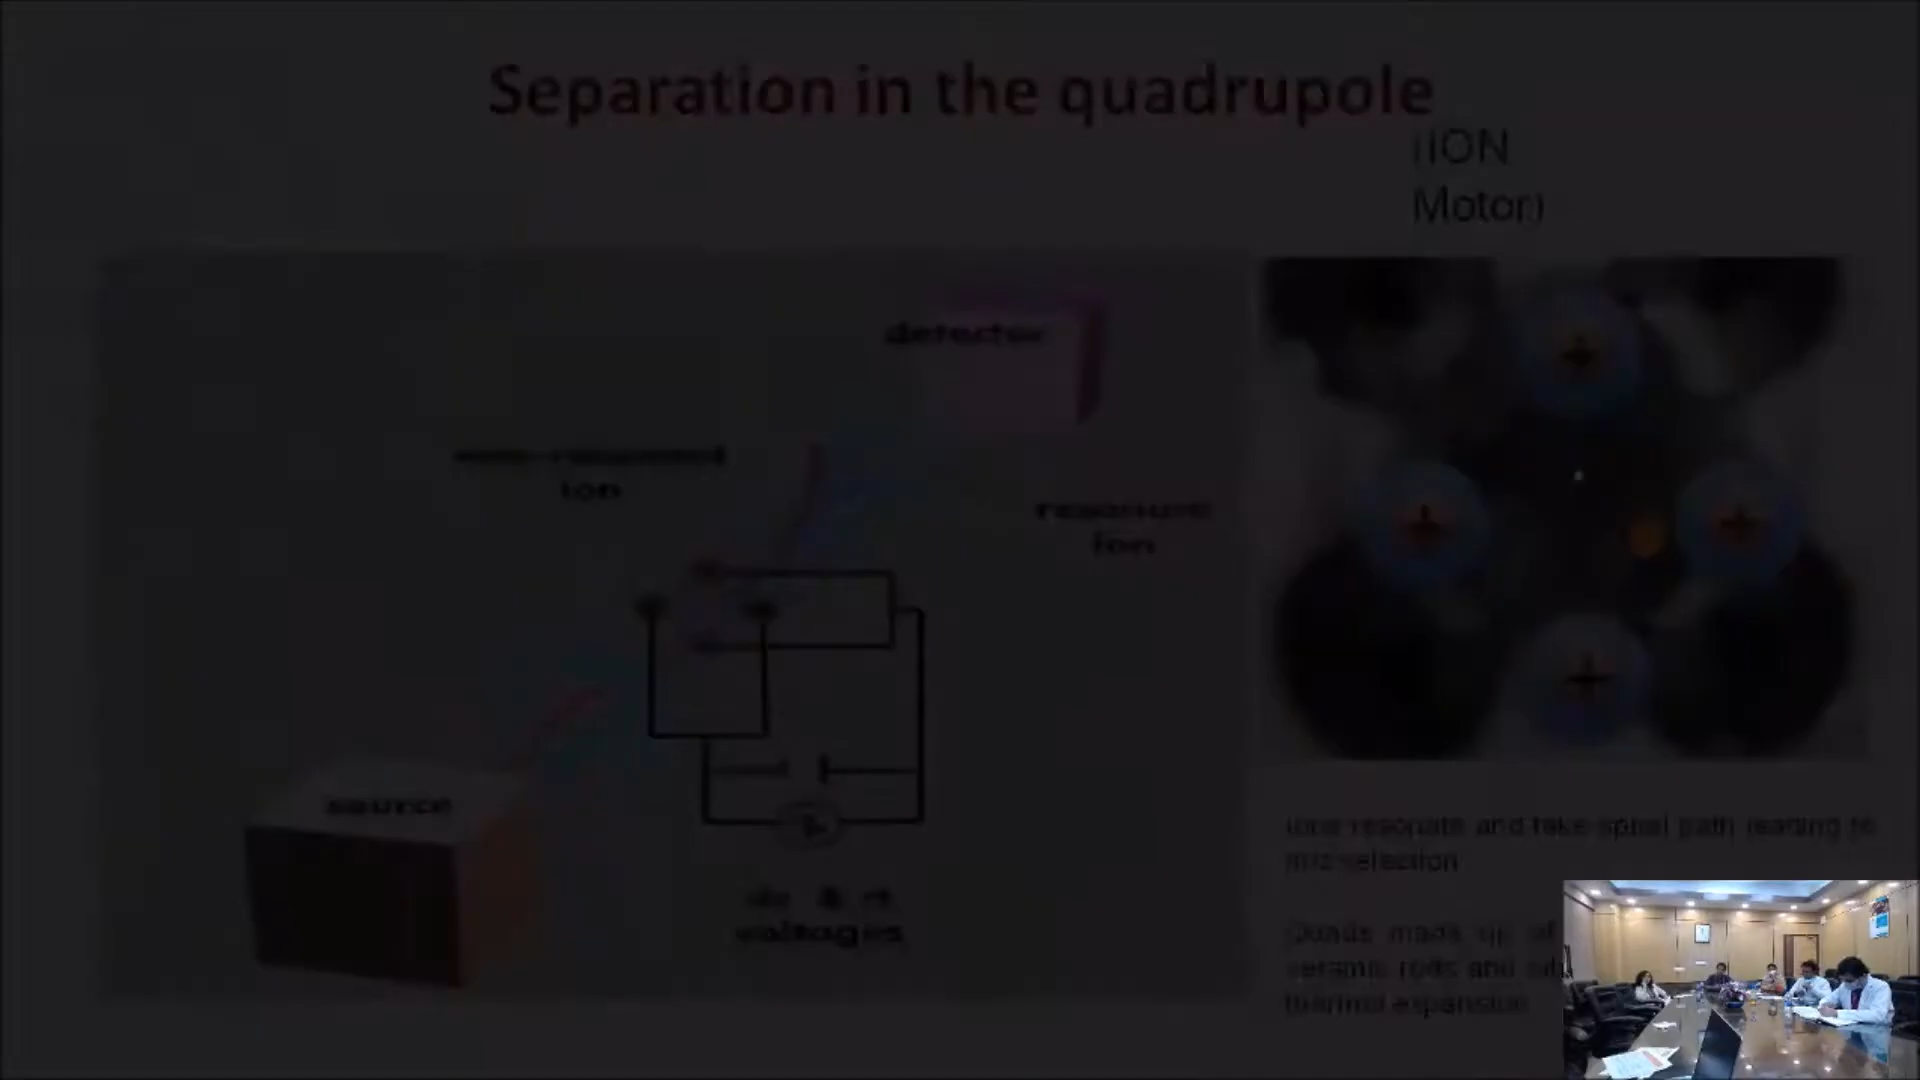 Separation in the quadrupole
(ION
Motor)
detector
non-resonant
ion
resonant
ion
source
dc & rf
voltages
Ions resonate and take spiral path leading to
m/z selection
Quads made up of
ceramic rods and
thermal expansion